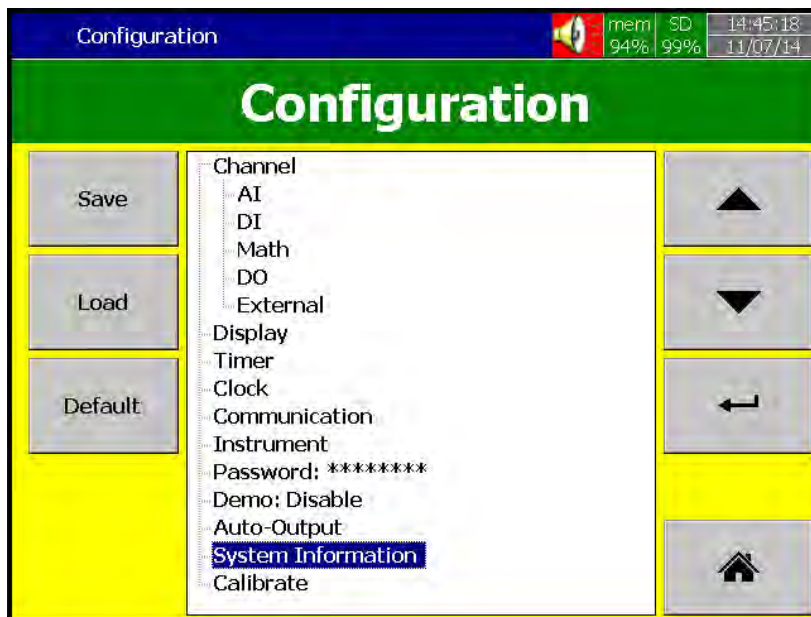 Configuration
mem SD 14:45:18
94% 99% 11/07/14
Configuration
Save
Load
Default
Channel
AI
DI
Math
DO
External
Display
Timer
Clock
Communication
Instrument
Password: ********
Demo: Disable
Auto-Output
System Information
Calibrate